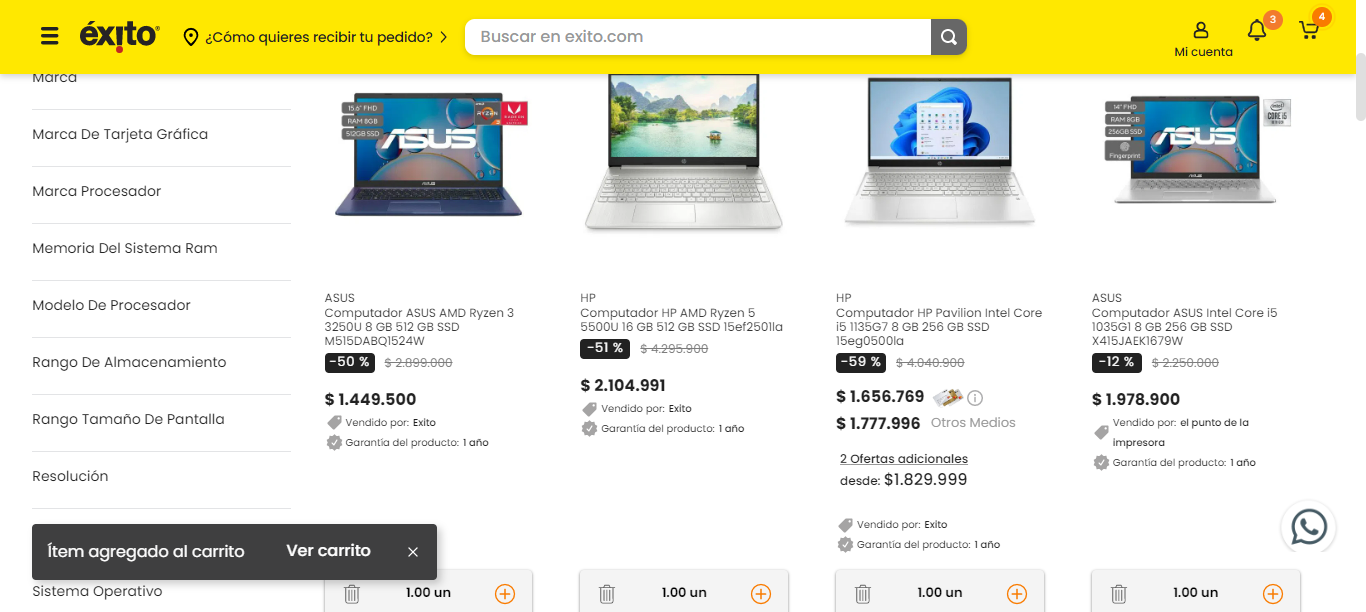 éxito
¿Cómo quieres recibir tu pedido?
Buscar en exito.com
Mi cuenta
3
4
Marca
Marca De Tarjeta Gráfica
Marca Procesador
Memoria Del Sistema Ram
Modelo De Procesador
Rango De Almacenamiento
Rango Tamaño De Pantalla
Resolución
Sistema Operativo
Ítem agregado al carrito
Ver carrito
15.6" FHD
RAM 8GB
512GB SSD
ASUS
AMD
RYZEN
3
RADEON
ASUS
ASUS
Computador ASUS AMD Ryzen 3
3250U 8 GB 512 GB SSD
M515DABQ1524W
-50 % $ 2.899.000
$ 1.449.500
Vendido por: Exito
Garantía del producto: 1 año
1.00 un
HP
Computador HP AMD Ryzen 5
5500U 16 GB 512 GB SSD 15ef2501la
-51 % $ 4.295.900
$ 2.104.991
Vendido por: Exito
Garantía del producto: 1 año
1.00 un
HP
Computador HP Pavilion Intel Core
i5 1135G7 8 GB 256 GB SSD
15eg0500la
-59 % $ 4.040.900
$ 1.656.769
$ 1.777.996 Otros Medios
2 Ofertas adicionales
desde: $1.829.999
Vendido por: Exito
Garantía del producto: 1 año
1.00 un
14" FHD
RAM 8GB
256GB SSD
Fingerprint
ASUS
intel
CORE i5
ASUS
ASUS
Computador ASUS Intel Core i5
1035G1 8 GB 256 GB SSD
X415JAEK1679W
-12 % $ 2.250.000
$ 1.978.900
Vendido por: el punto de la
impresora
Garantía del producto: 1 año
1.00 un